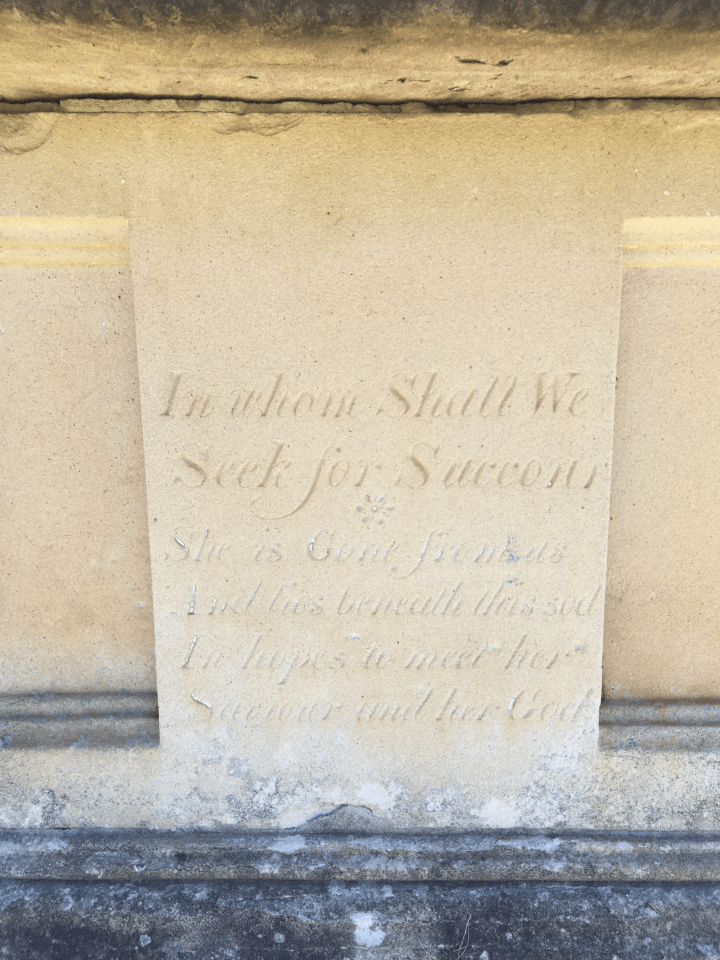 In whom Shall We
Seek for Succour
She is Gone from us
And lies beneath this sod
In hopes to meet her
Saviour and her God